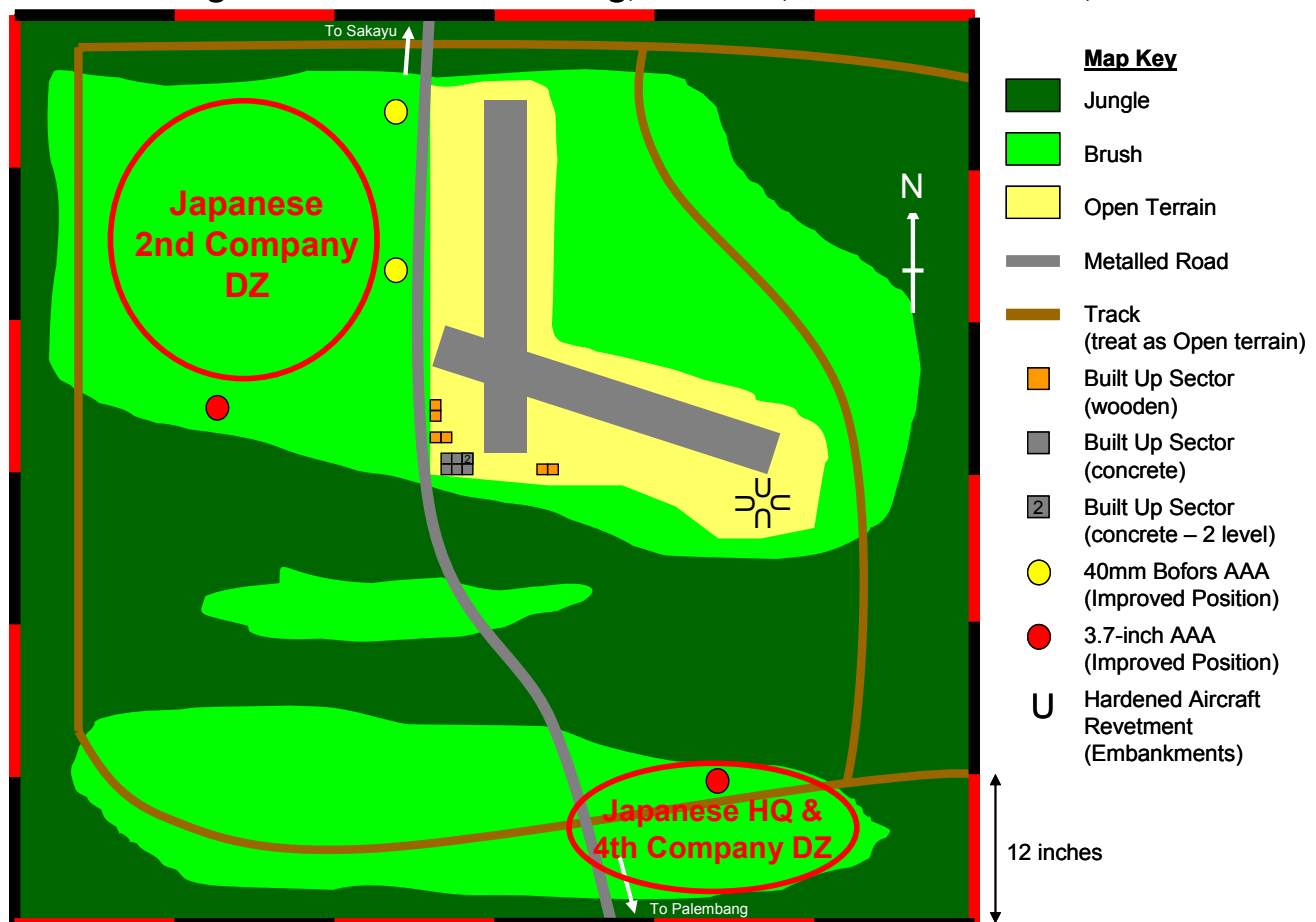 To Sakayu
Japanese
2nd Company
DZ
N
2
Japanese HQ &
4th Company DZ
To Palembang
Map Key
Jungle
Brush
Open Terrain
Metalled Road
Track
(treat as Open terrain)
Built Up Sector
(wooden)
Built Up Sector
(concrete)
2
Built Up Sector
(concrete – 2 level)
40mm Bofors AAA
(Improved Position)
3.7-inch AAA
(Improved Position)
Hardened Aircraft
Revetment
(Embankments)
12 inches